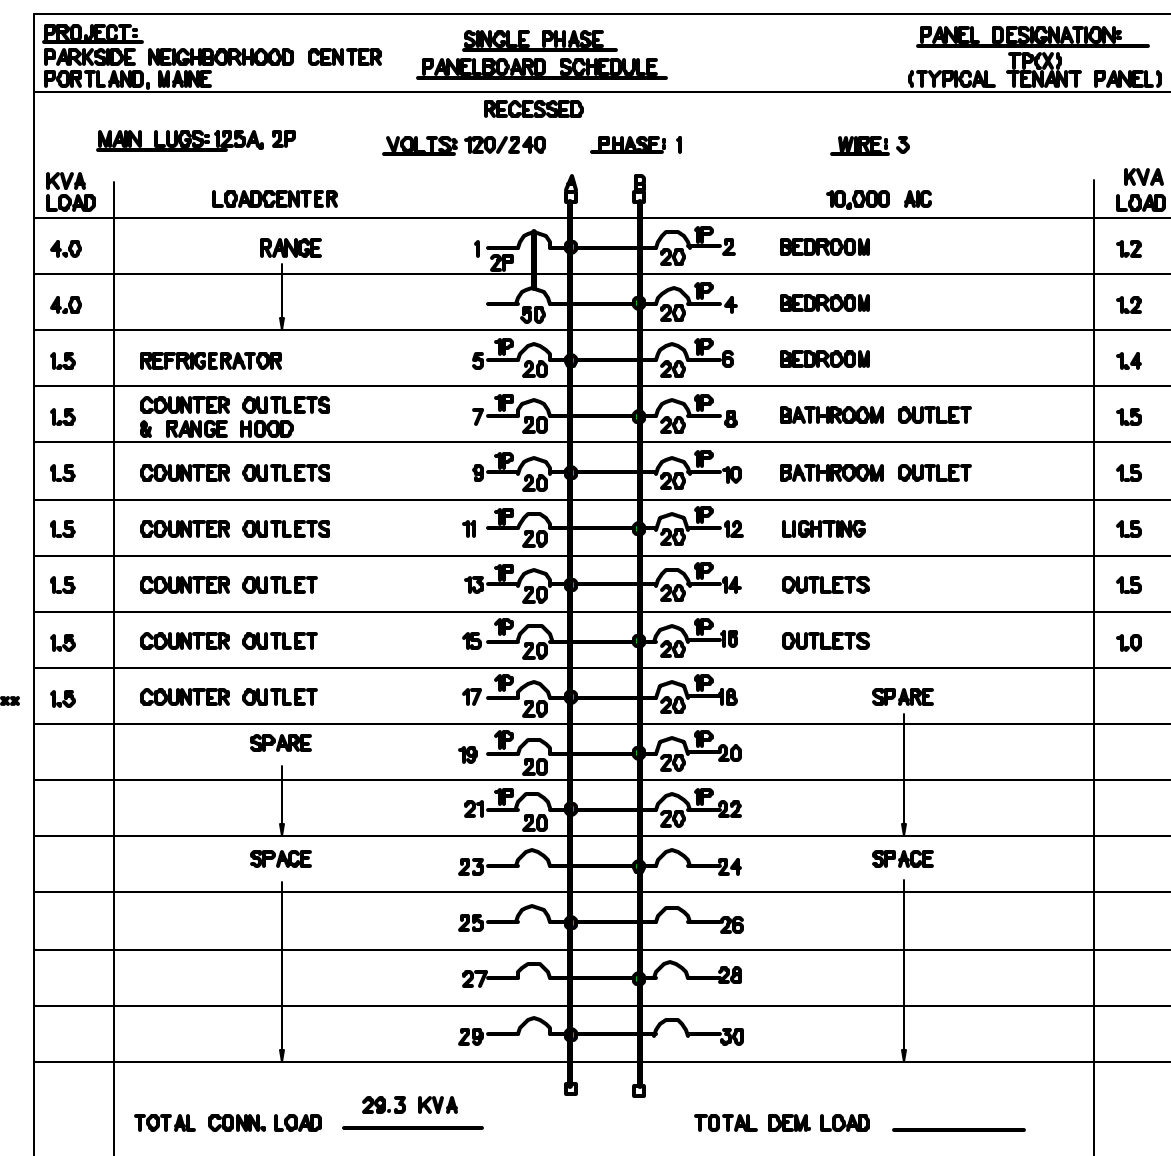 PROJECT:
PARKSIDE NEIGHBORHOOD CENTER
PORTLAND, MAINE
SINGLE PHASE
PANELBOARD SCHEDULE
PANEL DESIGNATION:
TP(X)
(TYPICAL TENANT PANEL)
RECESSED
MAIN LUGS: 125A, 2P VOLTS: 120/240 PHASE: 1 WIRE: 3
KVA LOAD LOADCENTER A B 10,000 AIC KVA LOAD
4.0 RANGE 1 2P 20 1P 2 BEDROOM 1.2
4.0 50 20 1P 4 BEDROOM 1.2
1.5 REFRIGERATOR 5 1P 20 20 1P 6 BEDROOM 1.4
1.5 COUNTER OUTLETS & RANGE HOOD 7 1P 20 20 1P 8 BATHROOM OUTLET 1.5
1.5 COUNTER OUTLETS 9 1P 20 20 1P 10 BATHROOM OUTLET 1.5
1.5 COUNTER OUTLETS 11 1P 20 20 1P 12 LIGHTING 1.5
1.5 COUNTER OUTLET 13 1P 20 20 1P 14 OUTLETS 1.5
1.5 COUNTER OUTLET 15 1P 20 20 1P 16 OUTLETS 1.0
xx 1.5 COUNTER OUTLET 17 1P 20 20 1P 18 SPARE
SPARE 19 1P 20 20 1P 20
21 1P 20 20 1P 22
SPACE 23 24 SPACE
25 26
27 28
29 30
TOTAL CONN. LOAD 29.3 KVA TOTAL DEM. LOAD